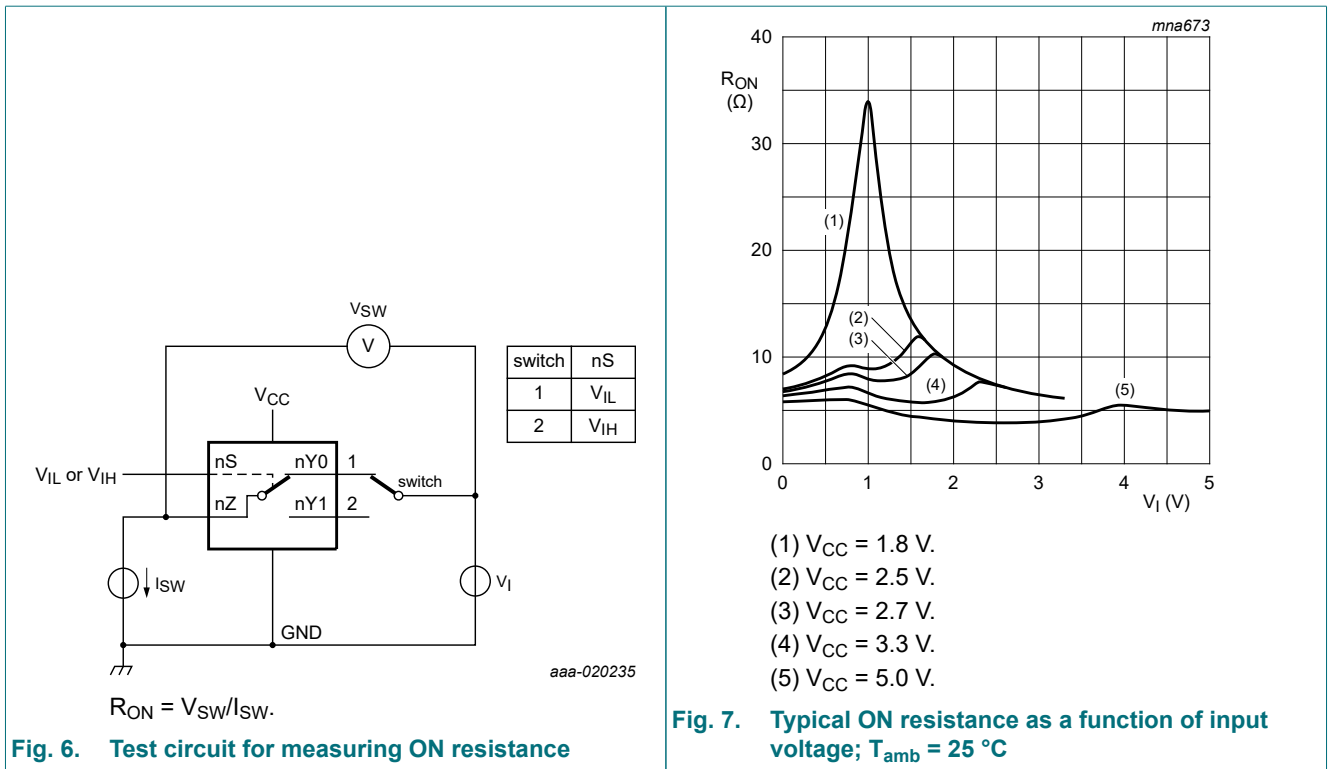 VSW
V
switch nS
1 VIL
2 VIH
VCC
VIL or VIH
nS nY0 1
switch
nZ nY1 2
ISW
VI
GND
aaa-020235
RON = VSW/ISW.
Fig. 6. Test circuit for measuring ON resistance
mna673
40
RON
(Ω)
30
(1)
20
(2)
(3)
10
(4)
(5)
0
0 1 2 3 4 5
VI (V)
(1) VCC = 1.8 V.
(2) VCC = 2.5 V.
(3) VCC = 2.7 V.
(4) VCC = 3.3 V.
(5) VCC = 5.0 V.
Fig. 7. Typical ON resistance as a function of input
voltage; Tamb = 25 °C